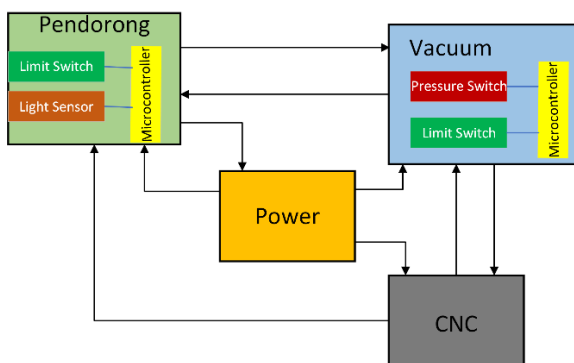 Pendorong
Limit Switch
Light Sensor
Microcontroller
Vacuum
Pressure Switch
Limit Switch
Microcontroller
Power
CNC